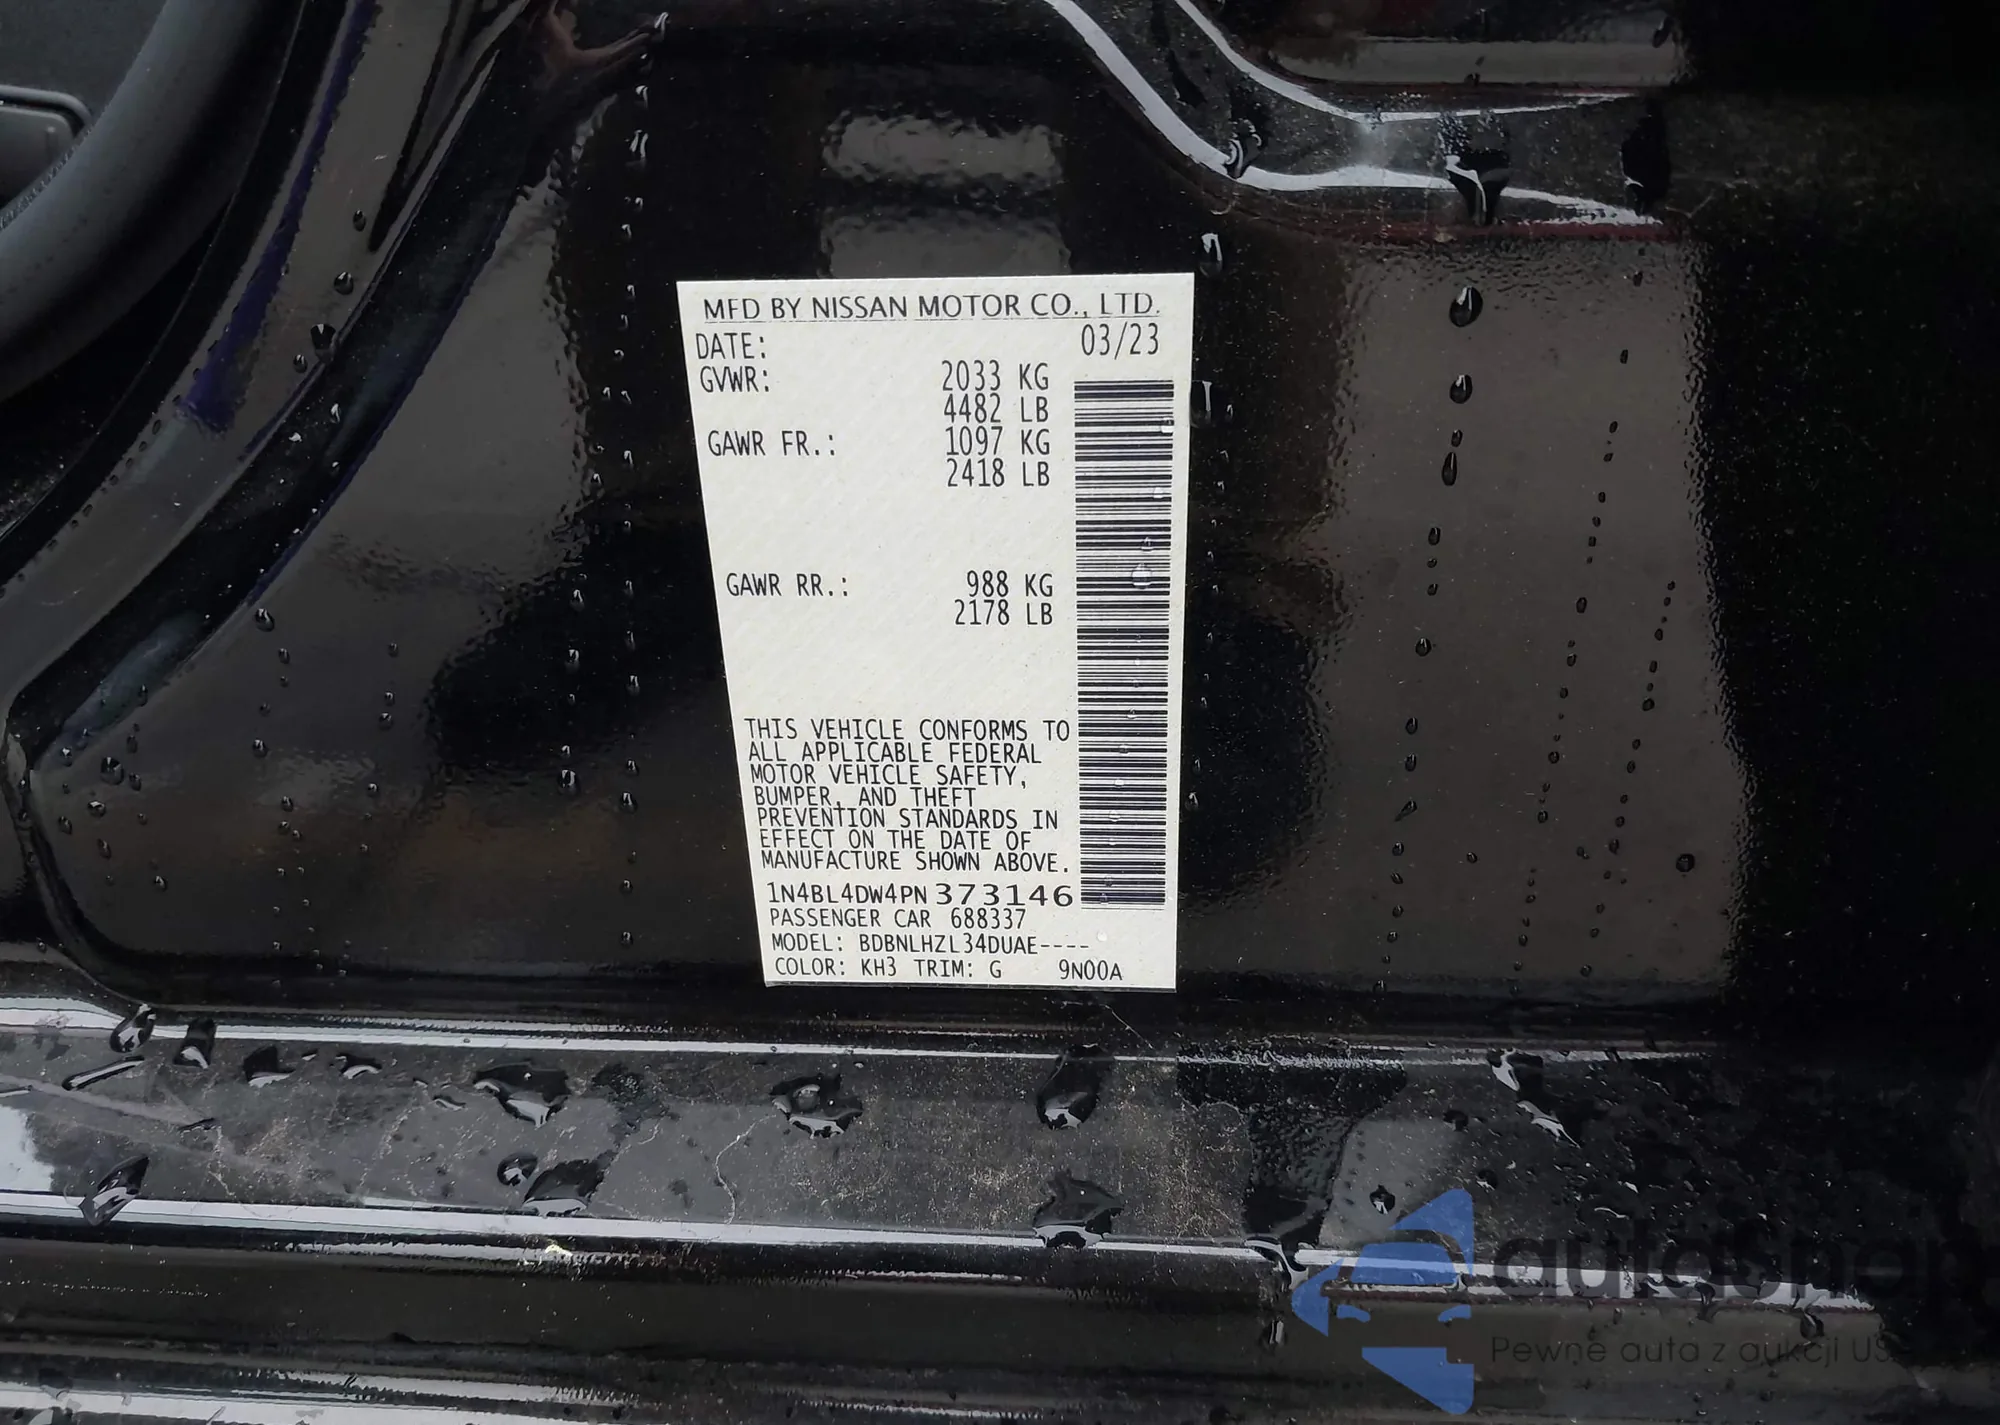 MFD BY NISSAN MOTOR CO., LTD.
DATE: 03/23
GVWR: 2033 KG
4482 LB
GAWR FR.: 1097 KG
2418 LB
GAWR RR.: 988 KG
2178 LB
THIS VEHICLE CONFORMS TO
ALL APPLICABLE FEDERAL
MOTOR VEHICLE SAFETY,
BUMPER, AND THEFT
PREVENTION STANDARDS IN
EFFECT ON THE DATE OF
MANUFACTURE SHOWN ABOVE.
1N4BL4DW4PN373146
PASSENGER CAR 688337
MODEL: BDBNLHZL34DUAE----
COLOR: KH3 TRIM: G 9N00A
autoshop
Pewne auta z aukcji